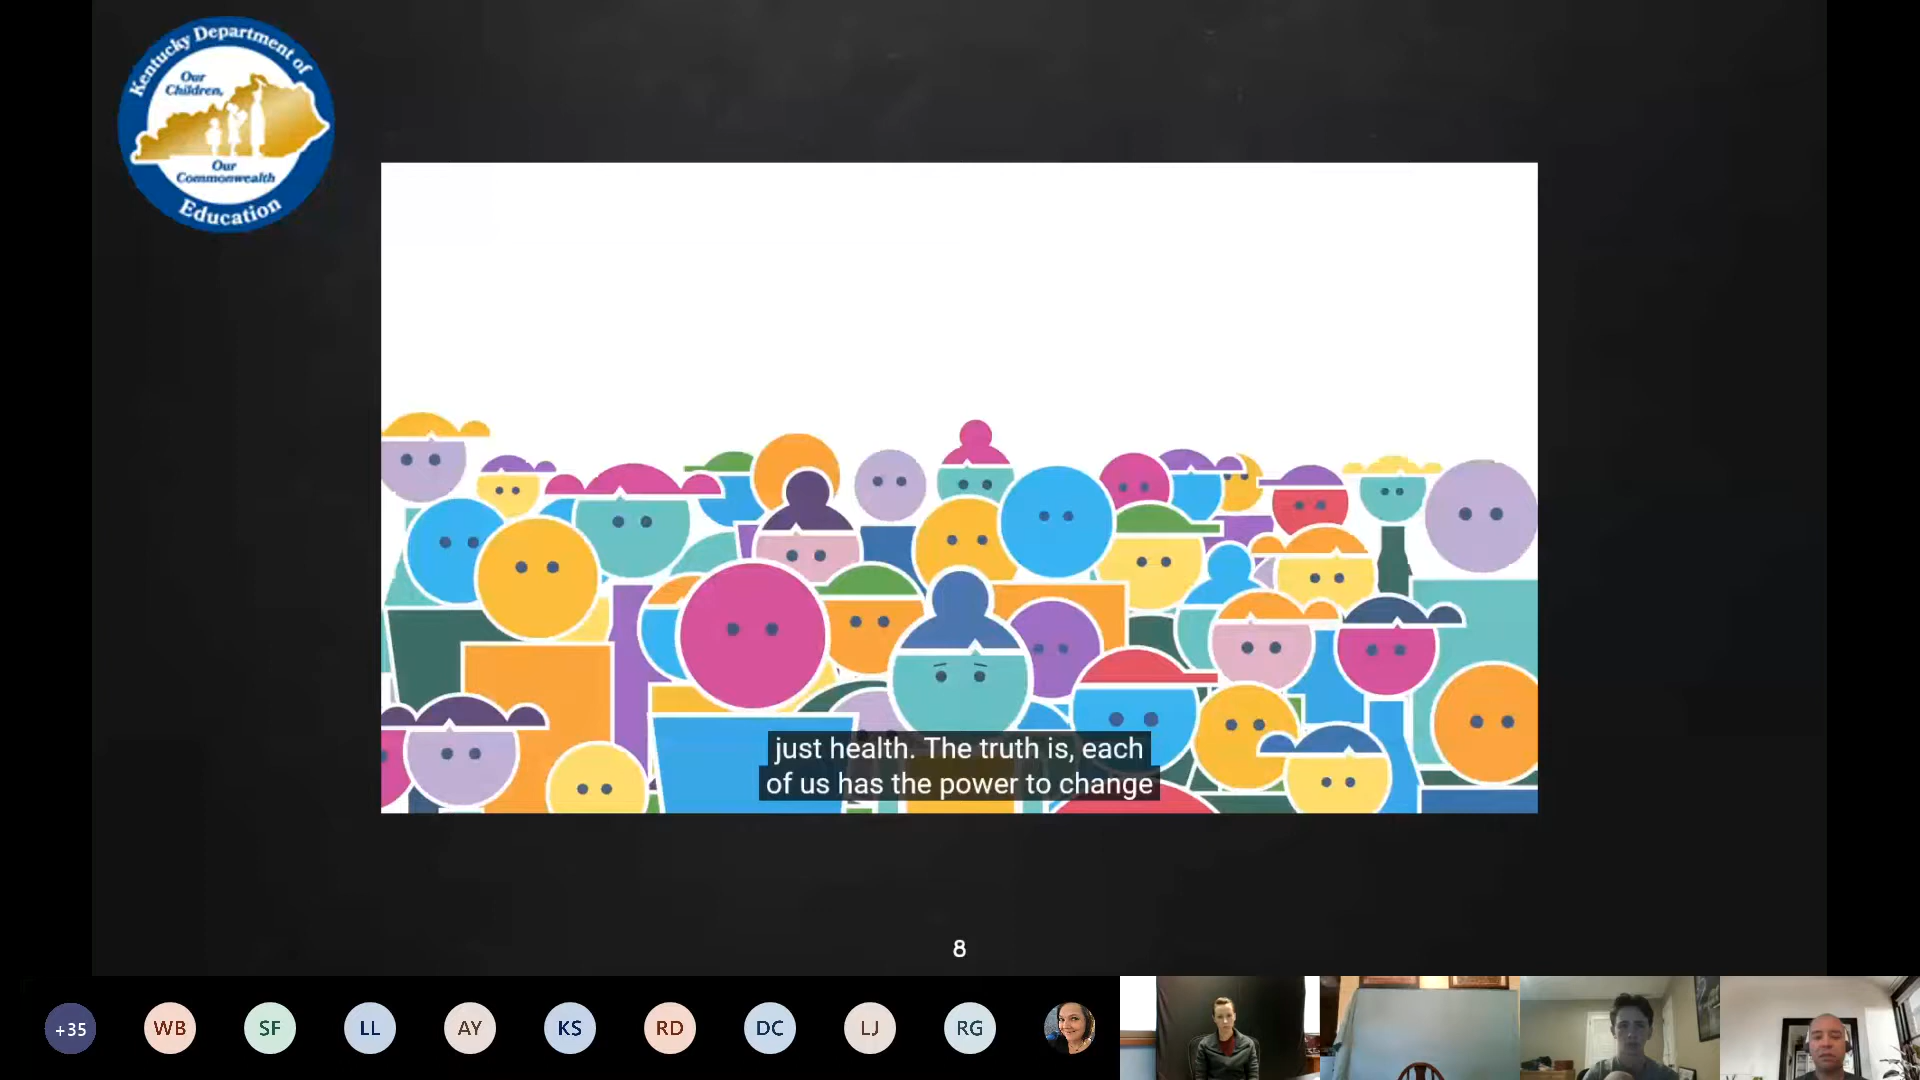 Kentucky Department of
Our
Children,
Our
Commonwealth
Education
just health. The truth is, each
of us has the power to change
8
+35
WB
SF
LL
AY
KS
RD
DC
LJ
RG